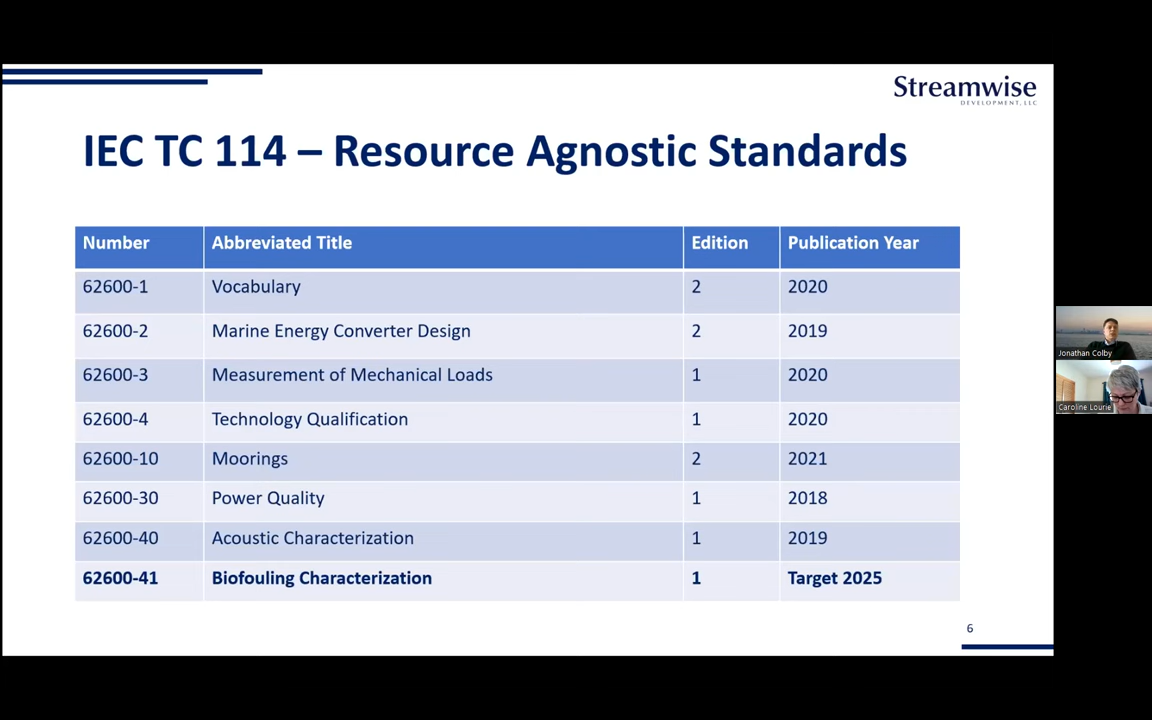 Streamwise
DEVELOPMENT, LLC
IEC TC 114 – Resource Agnostic Standards
Number Abbreviated Title Edition Publication Year
62600-1 Vocabulary 2 2020
62600-2 Marine Energy Converter Design 2 2019
62600-3 Measurement of Mechanical Loads 1 2020
62600-4 Technology Qualification 1 2020
62600-10 Moorings 2 2021
62600-30 Power Quality 1 2018
62600-40 Acoustic Characterization 1 2019
62600-41 Biofouling Characterization 1 Target 2025
6
Jonathan Colby
Caroline Lourie